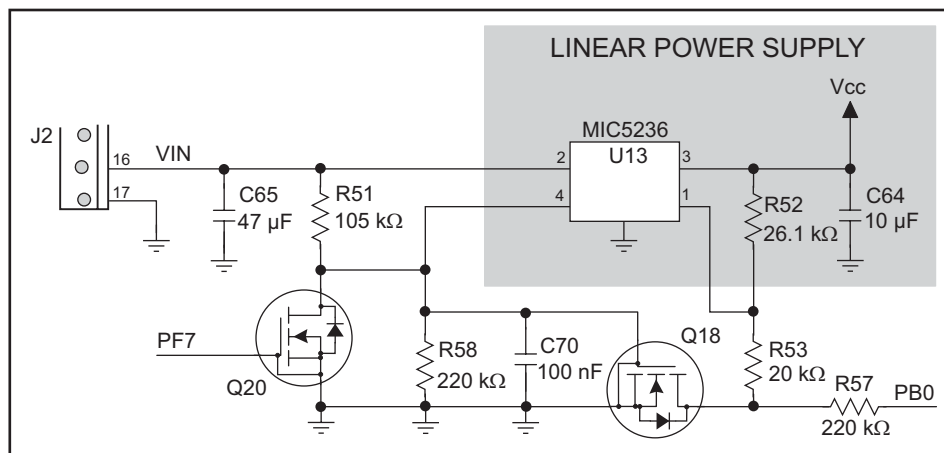 LINEAR POWER SUPPLY
Vcc
MIC5236
J2
16
VIN
2
U13
3
17
C65
47 µF
R51
105 kΩ
4
1
R52
26.1 kΩ
C64
10 µF
PF7
Q20
R58
220 kΩ
C70
100 nF
Q18
R53
20 kΩ
R57
220 kΩ
PB0